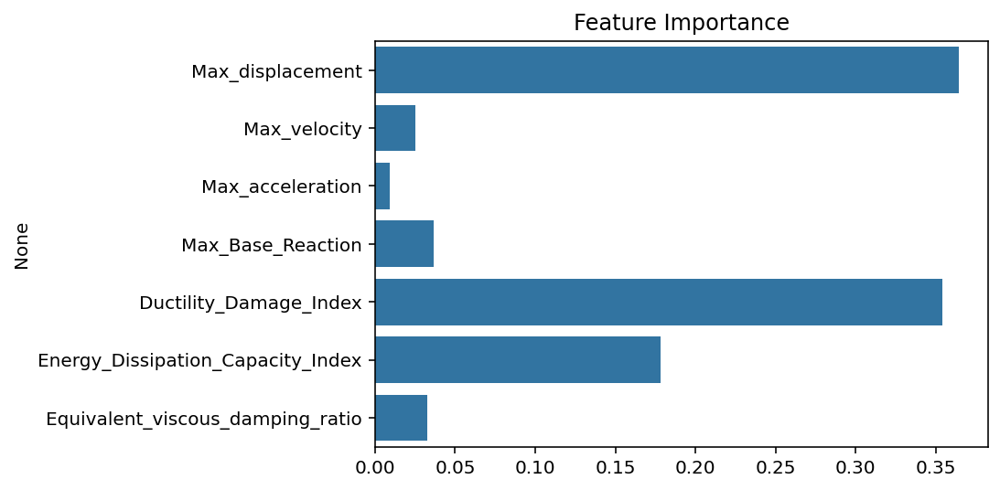 Feature Importance
None
Max_displacement
Max_velocity
Max_acceleration
Max_Base_Reaction
Ductility_Damage_Index
Energy_Dissipation_Capacity_Index
Equivalent_viscous_damping_ratio
0.00 0.05 0.10 0.15 0.20 0.25 0.30 0.35